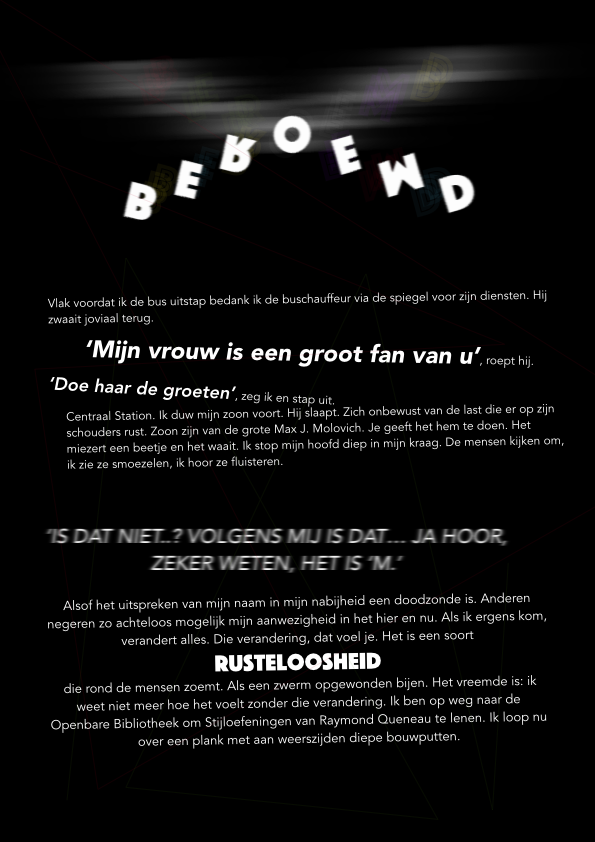 BEROEMD
Vlak voordat ik de bus uitstap bedank ik de buschauffeur via de spiegel voor zijn diensten. Hij
zwaait joviaal terug.
‘Mijn vrouw is een groot fan van u’, roept hij.
‘Doe haar de groeten’, zeg ik en stap uit.
Centraal Station. Ik duw mijn zoon voort. Hij slaapt. Zich onbewust van de last die er op zijn
schouders rust. Zoon zijn van de grote Max J. Molovich. Je geeft het hem te doen. Het
miezert een beetje en het waait. Ik stop mijn hoofd diep in mijn kraag. De mensen kijken om,
ik zie ze smoezelen, ik hoor ze fluisteren.
‘IS DAT NIET..? VOLGENS MIJ IS DAT... JA HOOR,
ZEKER WETEN, HET IS ‘M.’
Alsof het uitspreken van mijn naam in mijn nabijheid een doodzonde is. Anderen
negeren zo achteloos mogelijk mijn aanwezigheid in het hier en nu. Als ik ergens kom,
verandert alles. Die verandering, dat voel je. Het is een soort
RUSTELOOSHEID
die rond de mensen zoemt. Als een zwerm opgewonden bijen. Het vreemde is: ik
weet niet meer hoe het voelt zonder die verandering. Ik ben op weg naar de
Openbare Bibliotheek om Stijloefeningen van Raymond Queneau te lenen. Ik loop nu
over een plank met aan weerszijden diepe bouwputten.